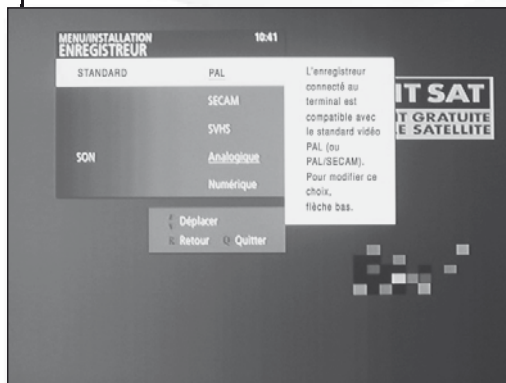 MENU/INSTALLATION 10:41
ENREGISTREUR
STANDARD PAL
SECAM
SVHS
SON Analogique
Numérique
L'enregistreur
connecté au
terminal est
compatible avec
le standard vidéo
PAL (ou
PAL/SECAM).
Pour modifier ce
choix,
flèche bas.
Déplacer
Retour Quitter
IT SAT
IT GRATUITE
E SATELLITE